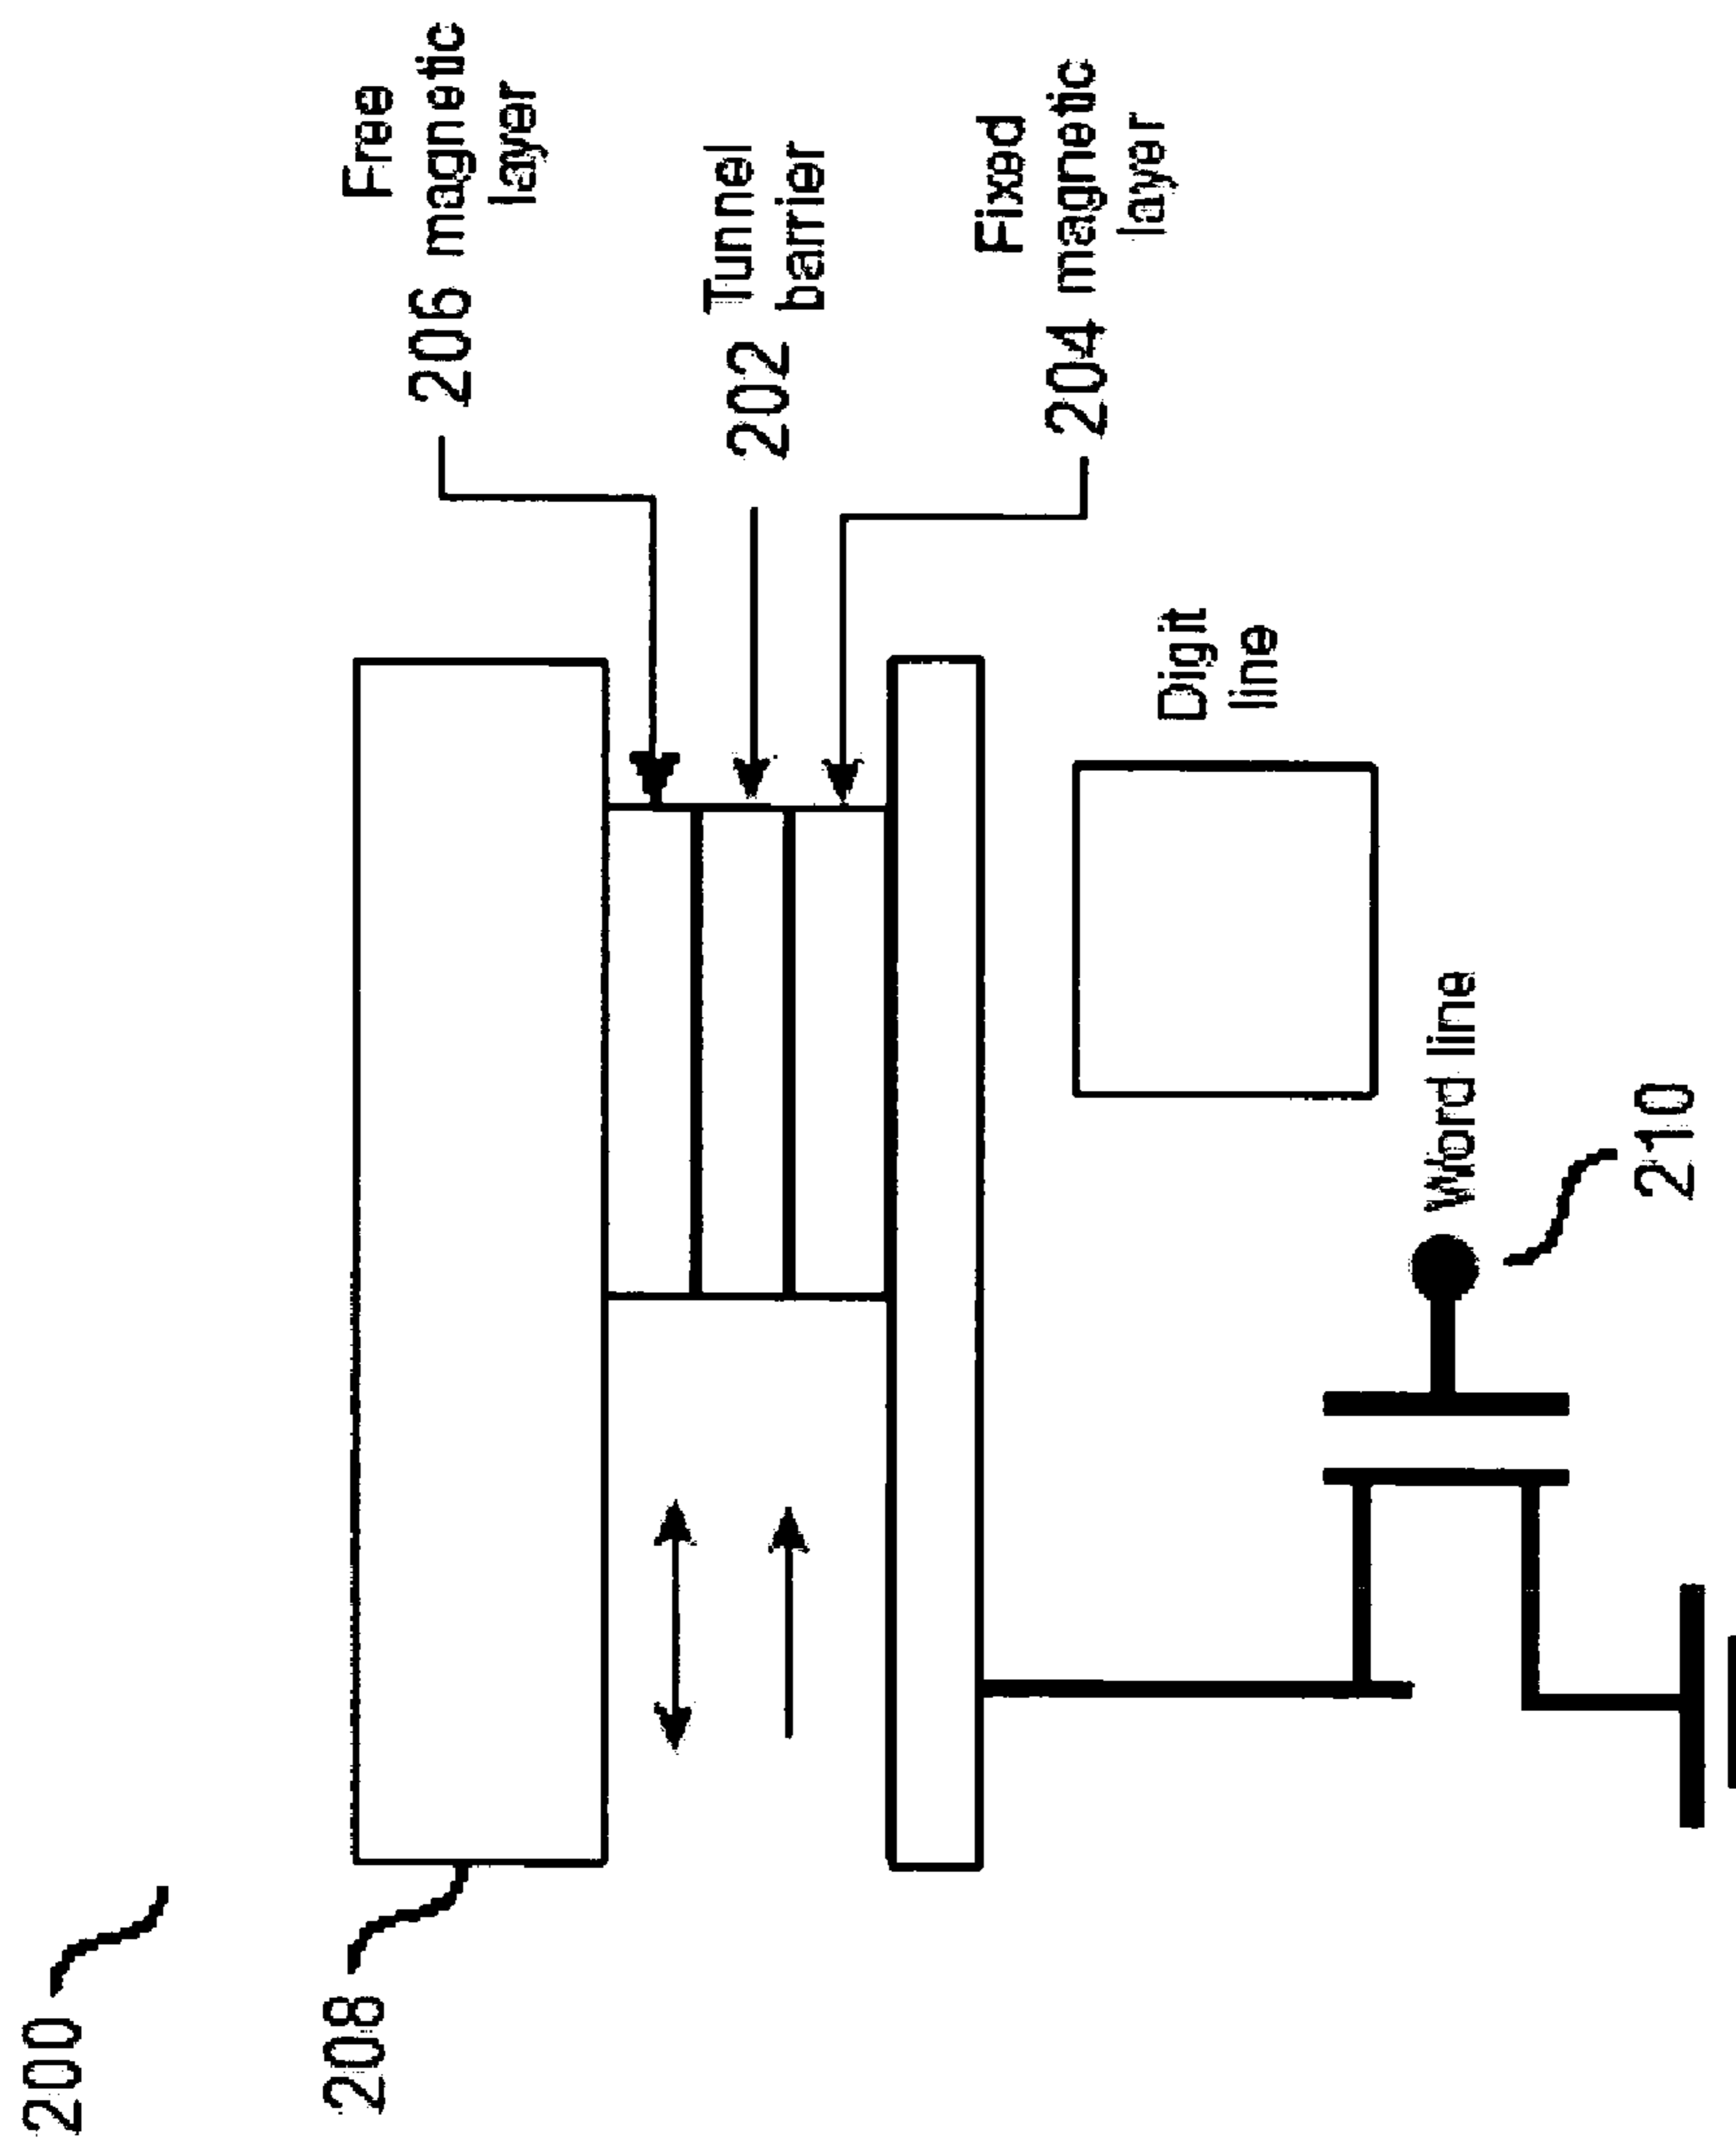 200
208
Free
206 magnetic
layer
Tunnel
202 barrier
Fixed
204 magnetic
layer
Digit
line
Word line
210